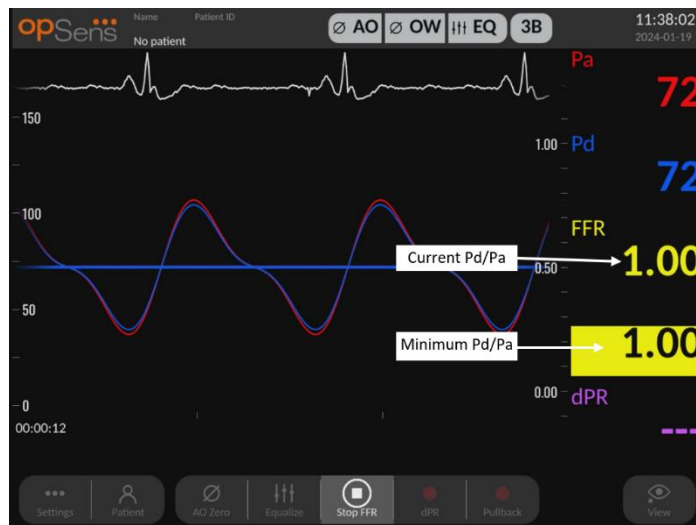 opSens
Name
Patient ID
No patient
Ø AO
Ø OW
EQ
3B
11:38:02
2024-01-19
Pa
72
150
1.00
Pd
72
100
FFR
Current Pd/Pa
0.50
1.00
50
Minimum Pd/Pa
1.00
0.00
dPR
0
00:00:12
---
Settings
Patient
AO Zero
Equalize
Stop FFR
dPR
Pullback
View